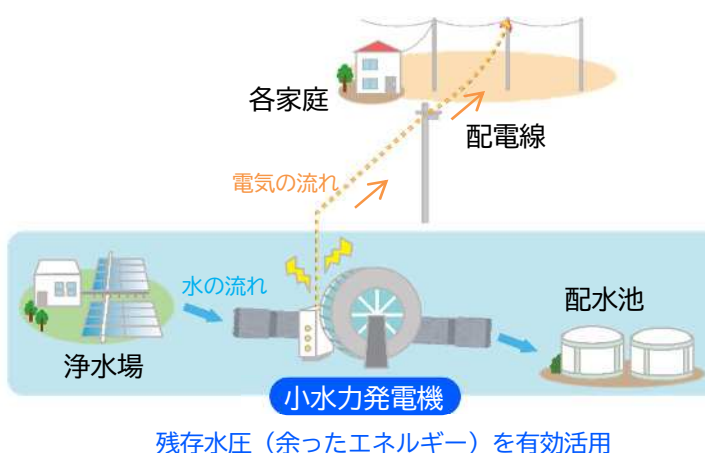 各家庭
配電線
電気の流れ
水の流れ
配水池
浄水場
小水力発電機
残存水圧（余ったエネルギー）を有効活用